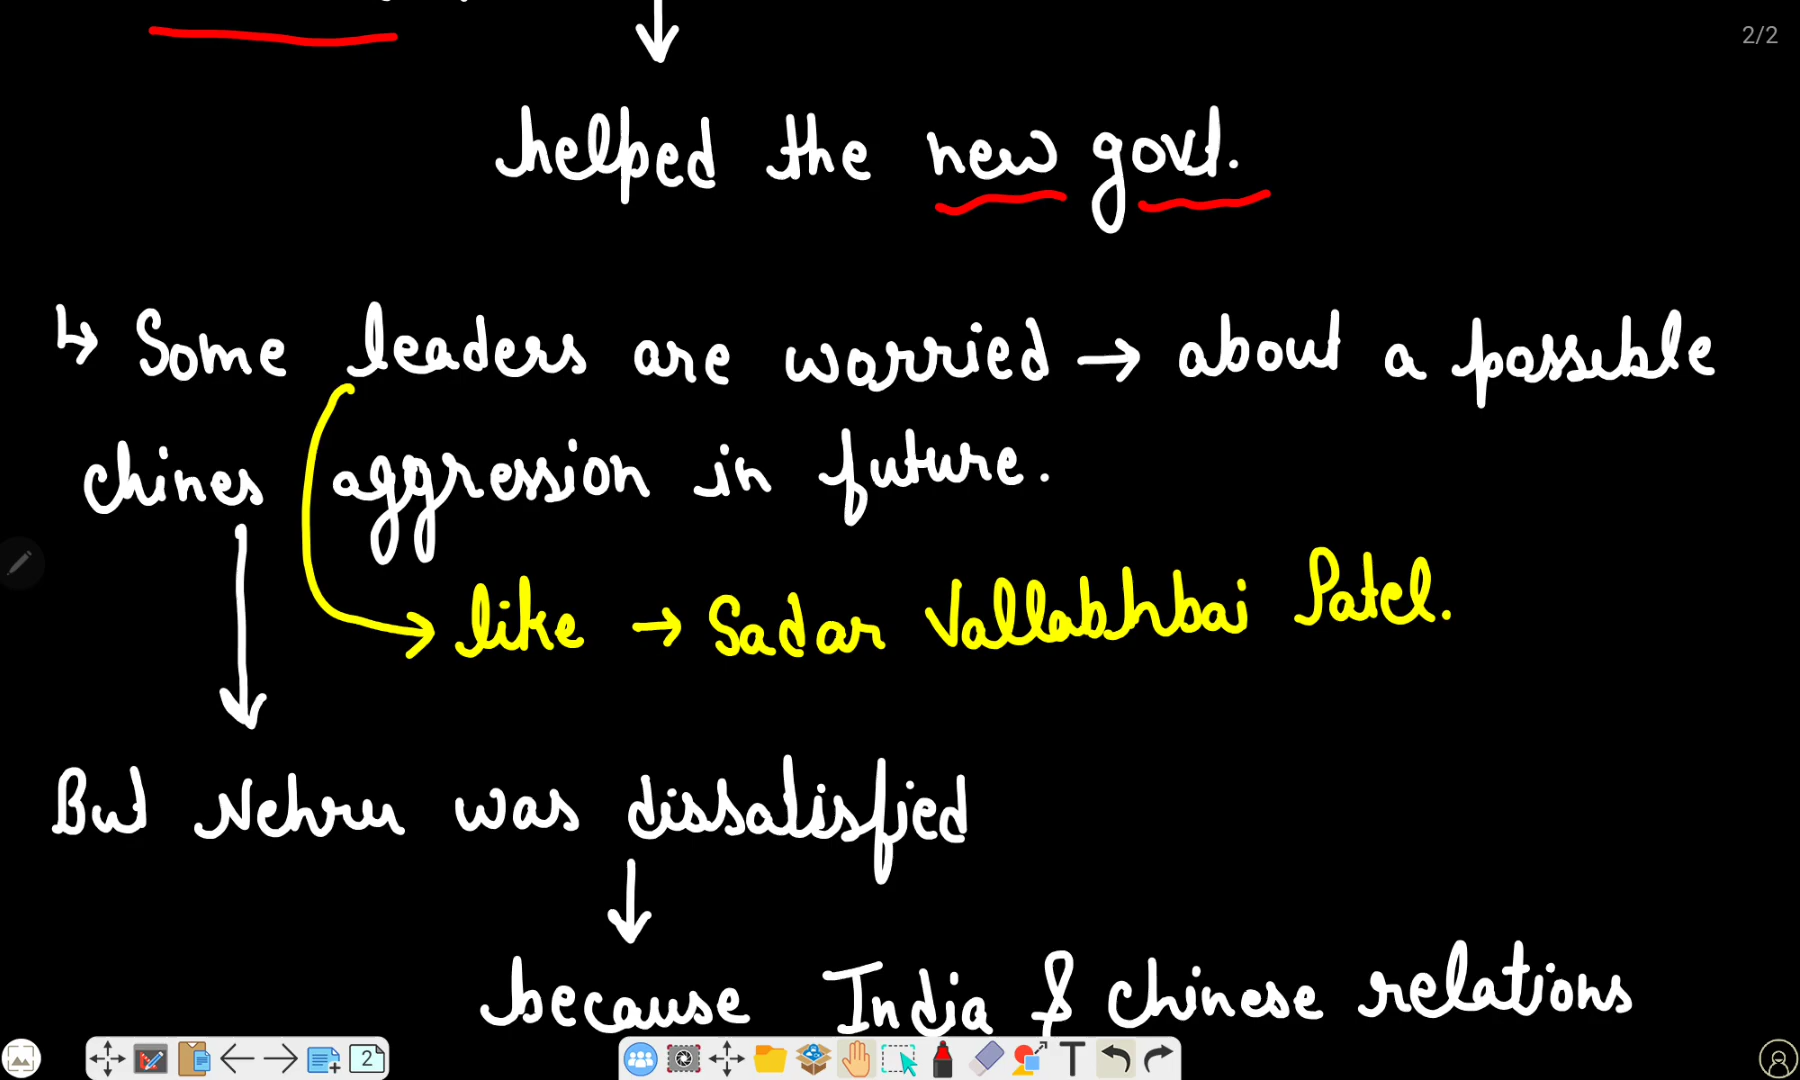 2/2
helped the new govt.
↳ Some leaders are worried → about a possible
chines aggression in future.
→ like → Sadar Vallabhbai Patel.
But Nehru was dissatisfied
because India & chinese relations
2
T